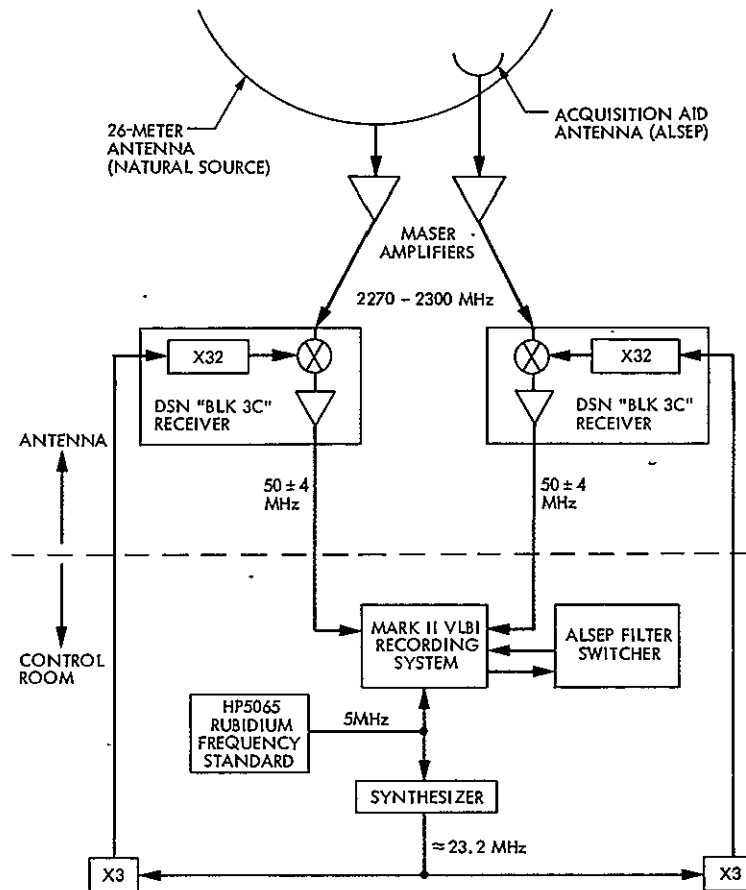 26-METER
ANTENNA
(NATURAL SOURCE)
ACQUISITION AID
ANTENNA (ALSEP)
MASER
AMPLIFIERS
2270 - 2300 MHz
X32
DSN "BLK 3C"
RECEIVER
X32
DSN "BLK 3C"
RECEIVER
ANTENNA
50 ± 4
MHz
50 ± 4
MHz
CONTROL
ROOM
MARK II VLBI
RECORDING
SYSTEM
ALSEP FILTER
SWITCHER
HP5065
RUBIDIUM
FREQUENCY
STANDARD
5MHz
SYNTHESIZER
≈ 23.2 MHz
X3
X3